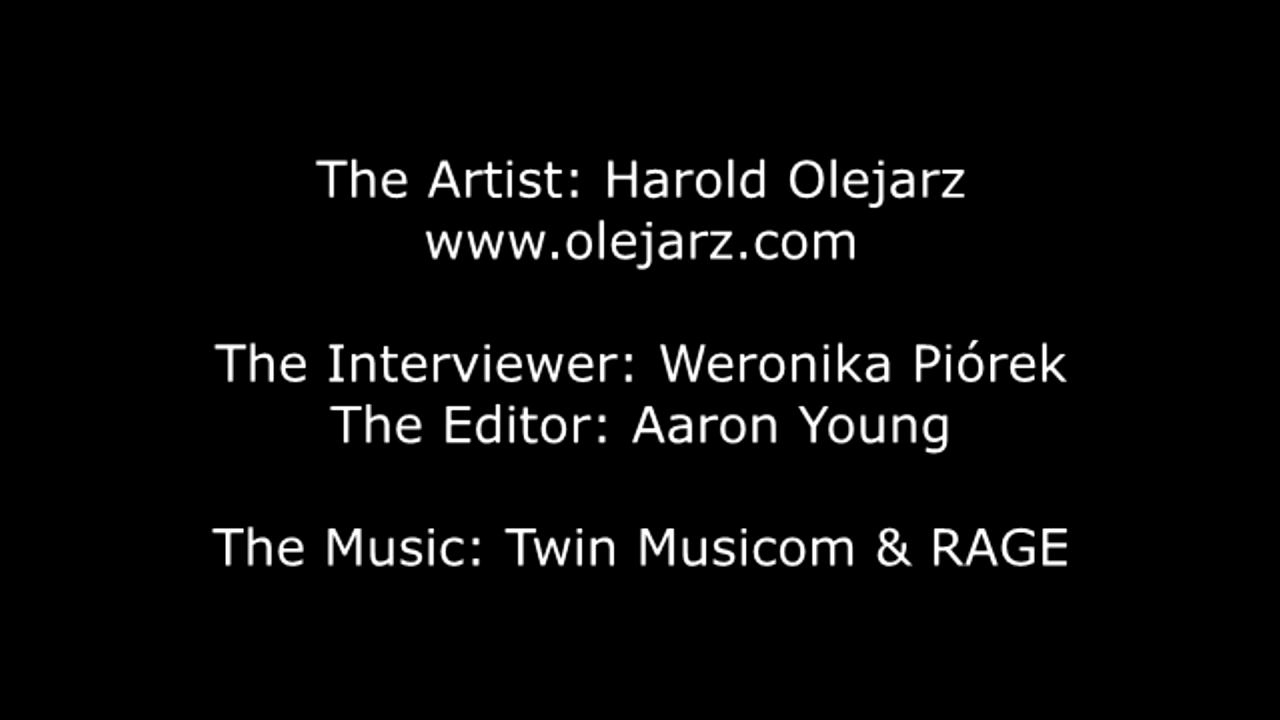 The Artist: Harold Olejarz
www.olejarz.com
The Interviewer: Weronika Piórek
The Editor: Aaron Young
The Music: Twin Musicom & RAGE